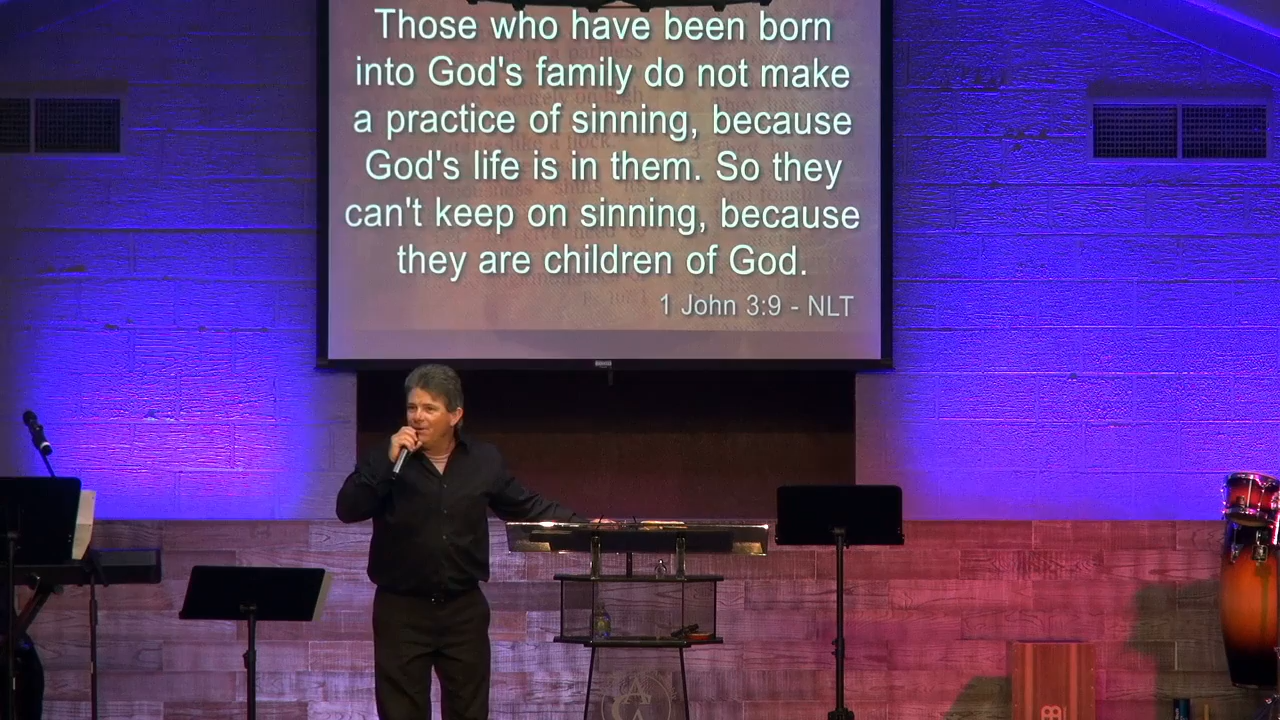 Those who have been born
into God's family do not make
a practice of sinning, because
God's life is in them. So they
can't keep on sinning, because
they are children of God.
1 John 3:9 - NLT